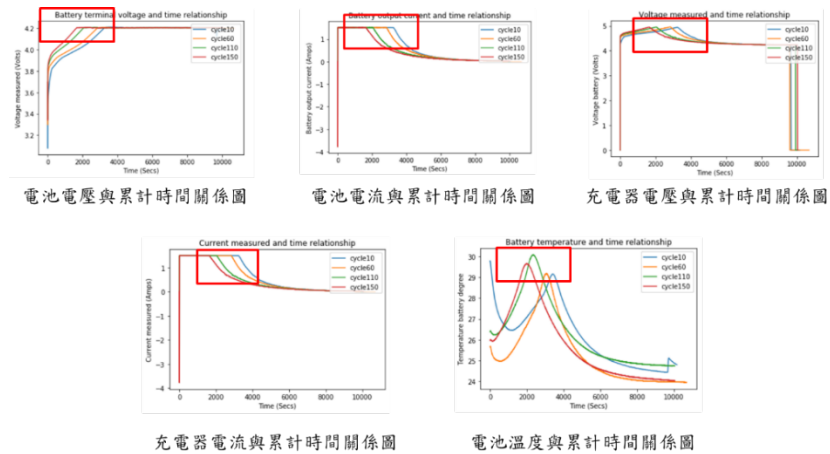 Battery terminal voltage and time relationship
4.2
4.0
3.8
3.6
3.4
3.2
Voltage measured (Volts)
cycle10
cycle60
cycle110
cycle150
0 2000 4000 6000 8000 10000
Time (Secs)
電池電壓與累計時間關係圖
Battery output current and time relationship
1
0
−1
−2
−3
−4
Battery output current (Amps)
cycle10
cycle60
cycle110
cycle150
0 2000 4000 6000 8000 10000
Time (Secs)
電池電流與累計時間關係圖
Voltage measured and time relationship
5
4
3
2
1
0
Voltage battery (Volts)
cycle10
cycle60
cycle110
cycle150
0 2000 4000 6000 8000 10000
Time (Secs)
充電器電壓與累計時間關係圖
Current measured and time relationship
1
0
−1
−2
−3
−4
Current measured (Amps)
cycle10
cycle60
cycle110
cycle150
0 2000 4000 6000 8000 10000
Time (Secs)
充電器電流與累計時間關係圖
Battery temperature and time relationship
30
29
28
27
26
25
24
Temperature battery degree
cycle10
cycle60
cycle110
cycle150
0 2000 4000 6000 8000 10000
Time (Secs)
電池溫度與累計時間關係圖